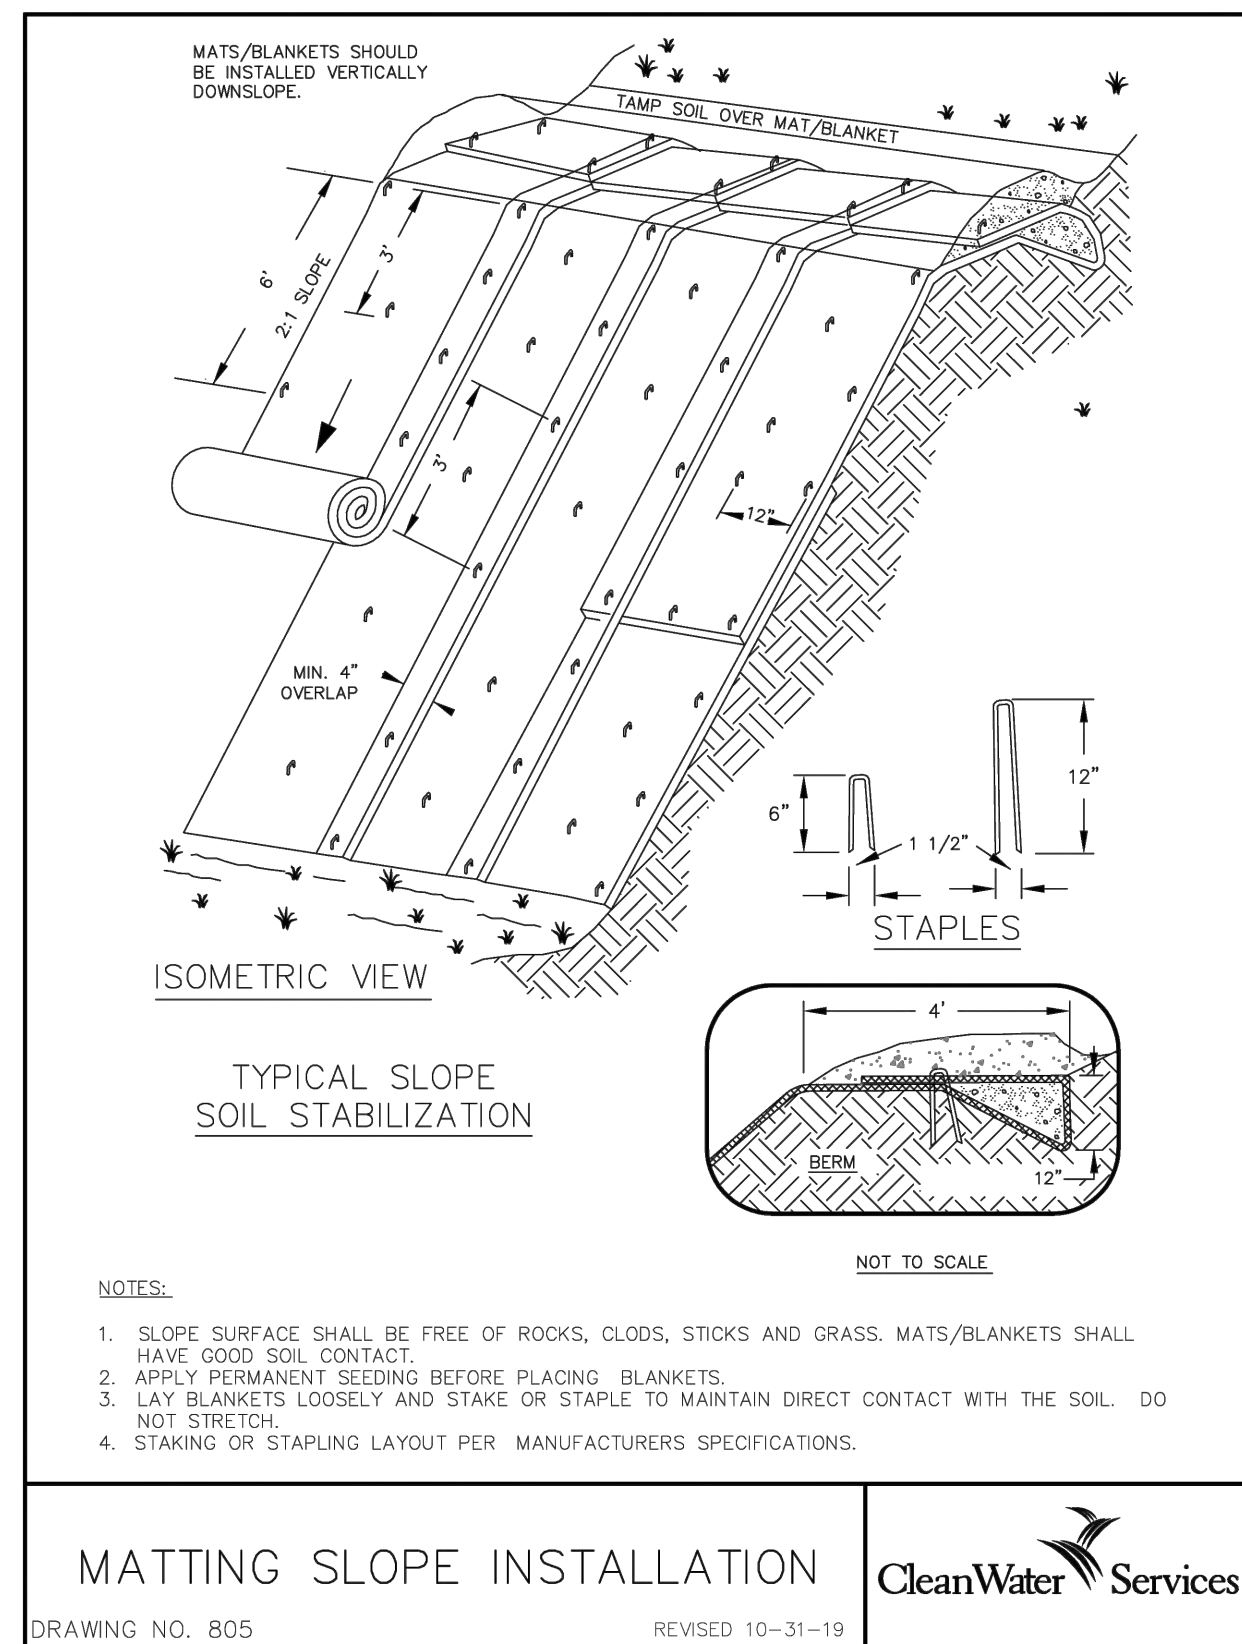 MATS/BLANKETS SHOULD
BE INSTALLED VERTICALLY
DOWNSLOPE.
TAMP SOIL OVER MAT/BLANKET
6'
2:1 SLOPE
3'
3'
12"
MIN. 4"
OVERLAP
6"
12"
1 1/2"
STAPLES
ISOMETRIC VIEW
TYPICAL SLOPE
SOIL STABILIZATION
4'
BERM
12"
NOT TO SCALE
NOTES:
1. SLOPE SURFACE SHALL BE FREE OF ROCKS, CLODS, STICKS AND GRASS. MATS/BLANKETS SHALL
HAVE GOOD SOIL CONTACT.
2. APPLY PERMANENT SEEDING BEFORE PLACING BLANKETS.
3. LAY BLANKETS LOOSELY AND STAKE OR STAPLE TO MAINTAIN DIRECT CONTACT WITH THE SOIL. DO
NOT STRETCH.
4. STAKING OR STAPLING LAYOUT PER MANUFACTURERS SPECIFICATIONS.
MATTING SLOPE INSTALLATION
DRAWING NO. 805
REVISED 10-31-19
CleanWater Services